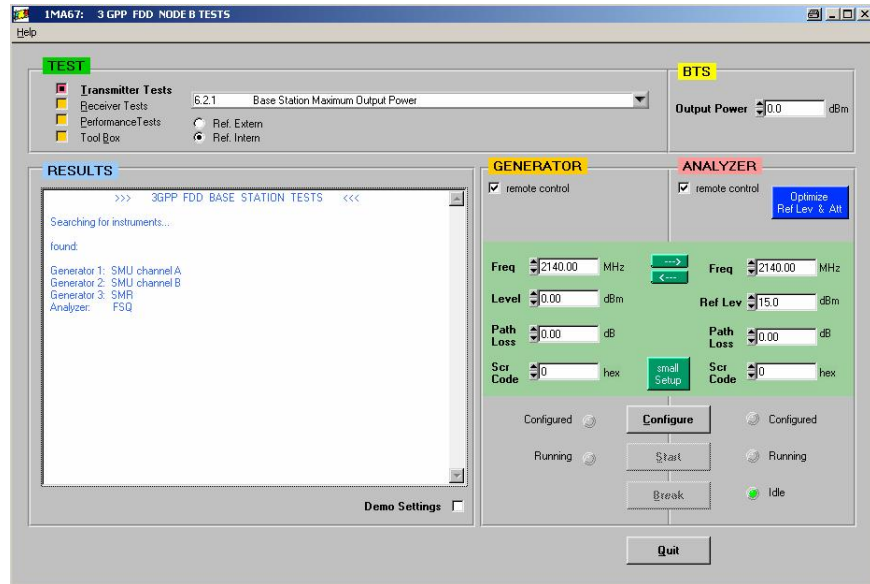 1MA67: 3 GPP FDD NODE B TESTS
Help
TEST
Transmitter Tests
Receiver Tests
PerformanceTests
Tool Box
6.2.1 Base Station Maximum Output Power
Ref. Extern
Ref. Intern
BTS
Output Power 0.0 dBm
RESULTS
>>> 3GPP FDD BASE STATION TESTS <<<
Searching for instruments...
found:
Generator 1: SMU channel A
Generator 2: SMU channel B
Generator 3: SMR
Analyzer: FSQ
Demo Settings
GENERATOR
remote control
ANALYZER
remote control
Optimize
Ref Lev & Att
Freq 2140.00 MHz
--->
<---
Freq 2140.00 MHz
Level 0.00 dBm
Ref Lev 15.0 dBm
Path
Loss 0.00 dB
Path
Loss 0.00 dB
Scr
Code 0 hex
small
Setup
Scr
Code 0 hex
Configured
Configure
Configured
Running
Start
Running
Break
Idle
Quit